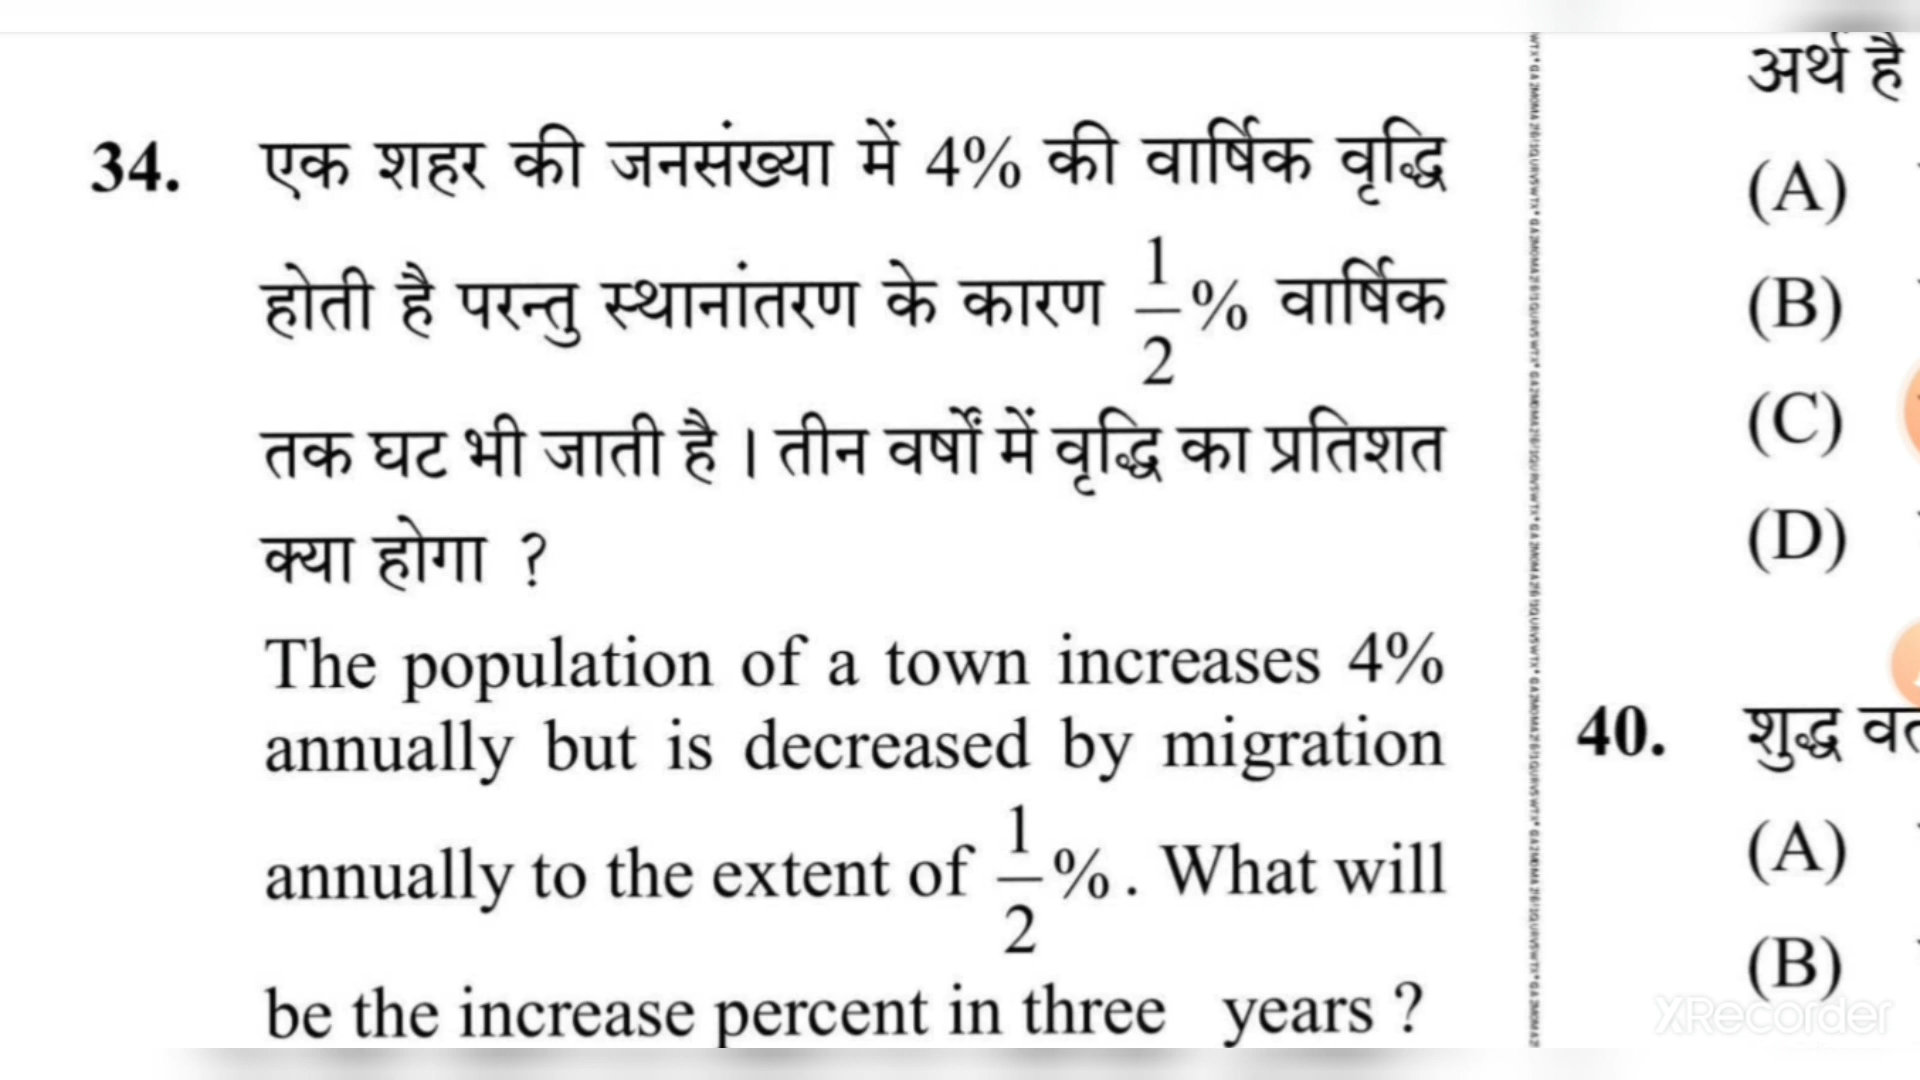 34. एक शहर की जनसंख्या में 4% की वार्षिक वृद्धि
होती है परन्तु स्थानांतरण के कारण 1/2% वार्षिक
तक घट भी जाती है । तीन वर्षों में वृद्धि का प्रतिशत
क्या होगा ?
The population of a town increases 4%
annually but is decreased by migration
annually to the extent of 1/2%. What will
be the increase percent in three years ?
अर्थ है
(A)
(B)
(C)
(D)
40. शुद्ध
(A)
(B)
XRecorder